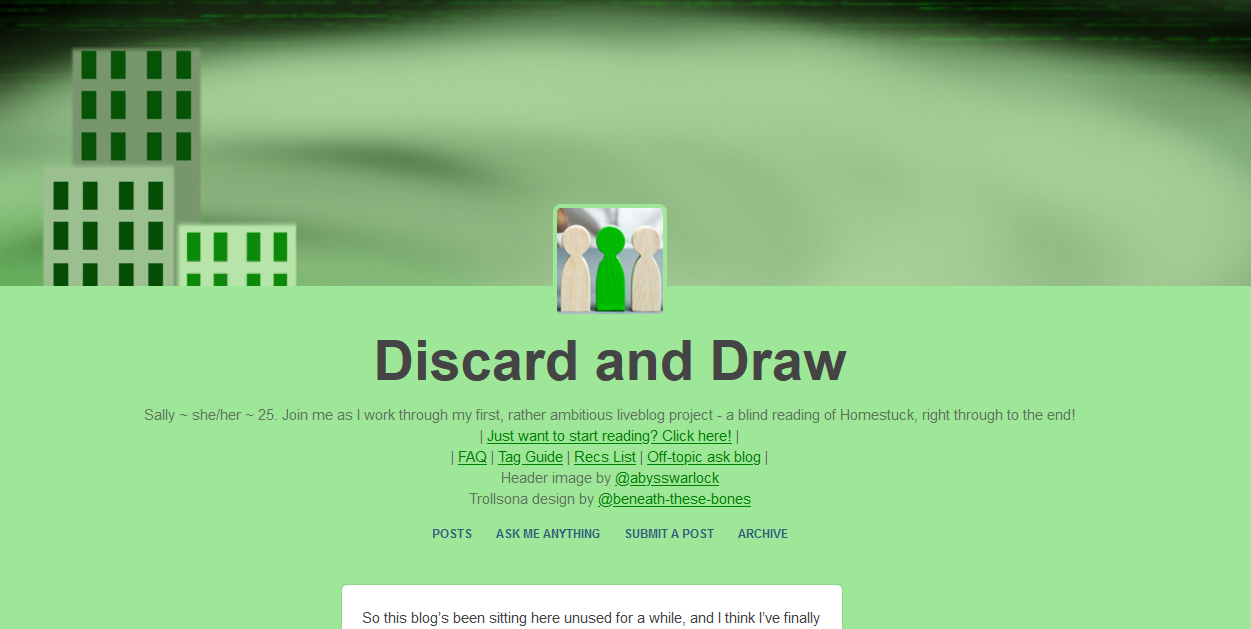 Discard and Draw
Sally ~ she/her ~ 25. Join me as I work through my first, rather ambitious liveblog project - a blind reading of Homestuck, right through to the end!
| Just want to start reading? Click here! |
| FAQ | Tag Guide | Recs List | Off-topic ask blog |
Header image by @abysswarlock
Trollsona design by @beneath-these-bones
POSTS ASK ME ANYTHING SUBMIT A POST ARCHIVE
So this blog’s been sitting here unused for a while, and I think I’ve finally